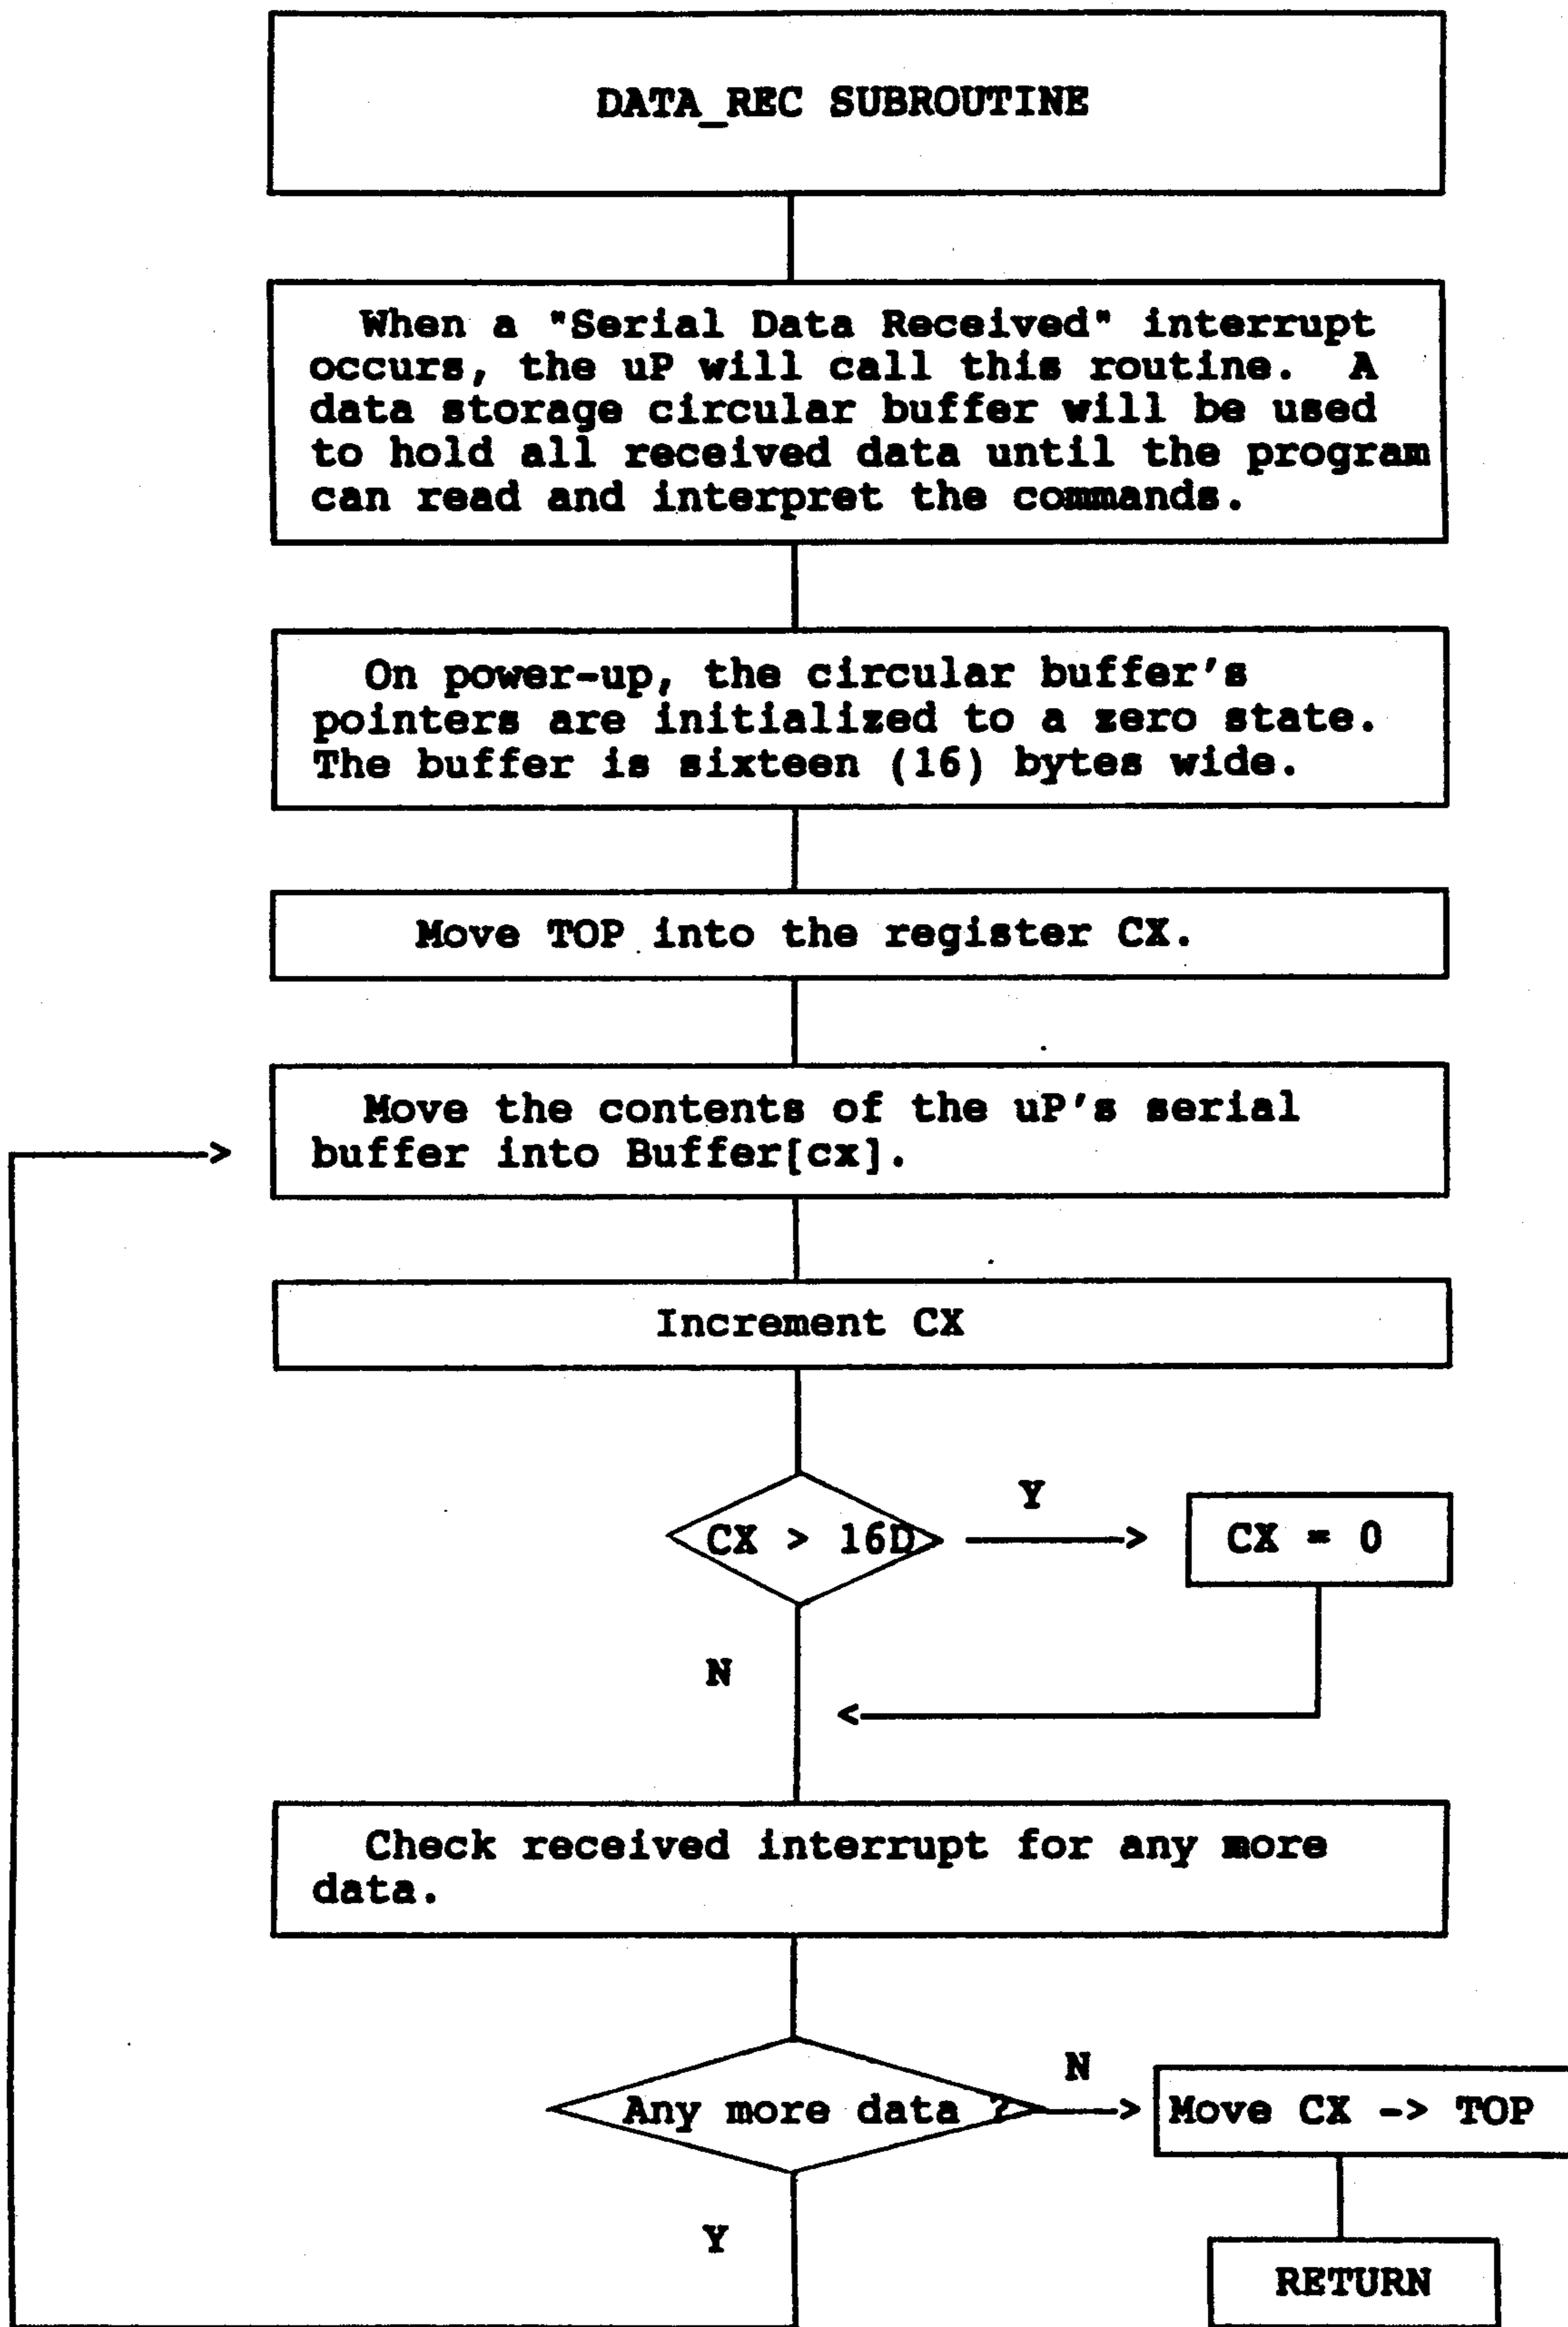 DATA_REC SUBROUTINE
When a "Serial Data Received" interrupt
occurs, the uP will call this routine. A
data storage circular buffer will be used
to hold all received data until the program
can read and interpret the commands.
On power-up, the circular buffer's
pointers are initialized to a zero state.
The buffer is sixteen (16) bytes wide.
Move TOP into the register CX.
Move the contents of the uP's serial
buffer into Buffer[cx].
Increment CX
CX > 16D
Y
CX = 0
N
Check received interrupt for any more
data.
Any more data ?
N
Move CX -> TOP
Y
RETURN